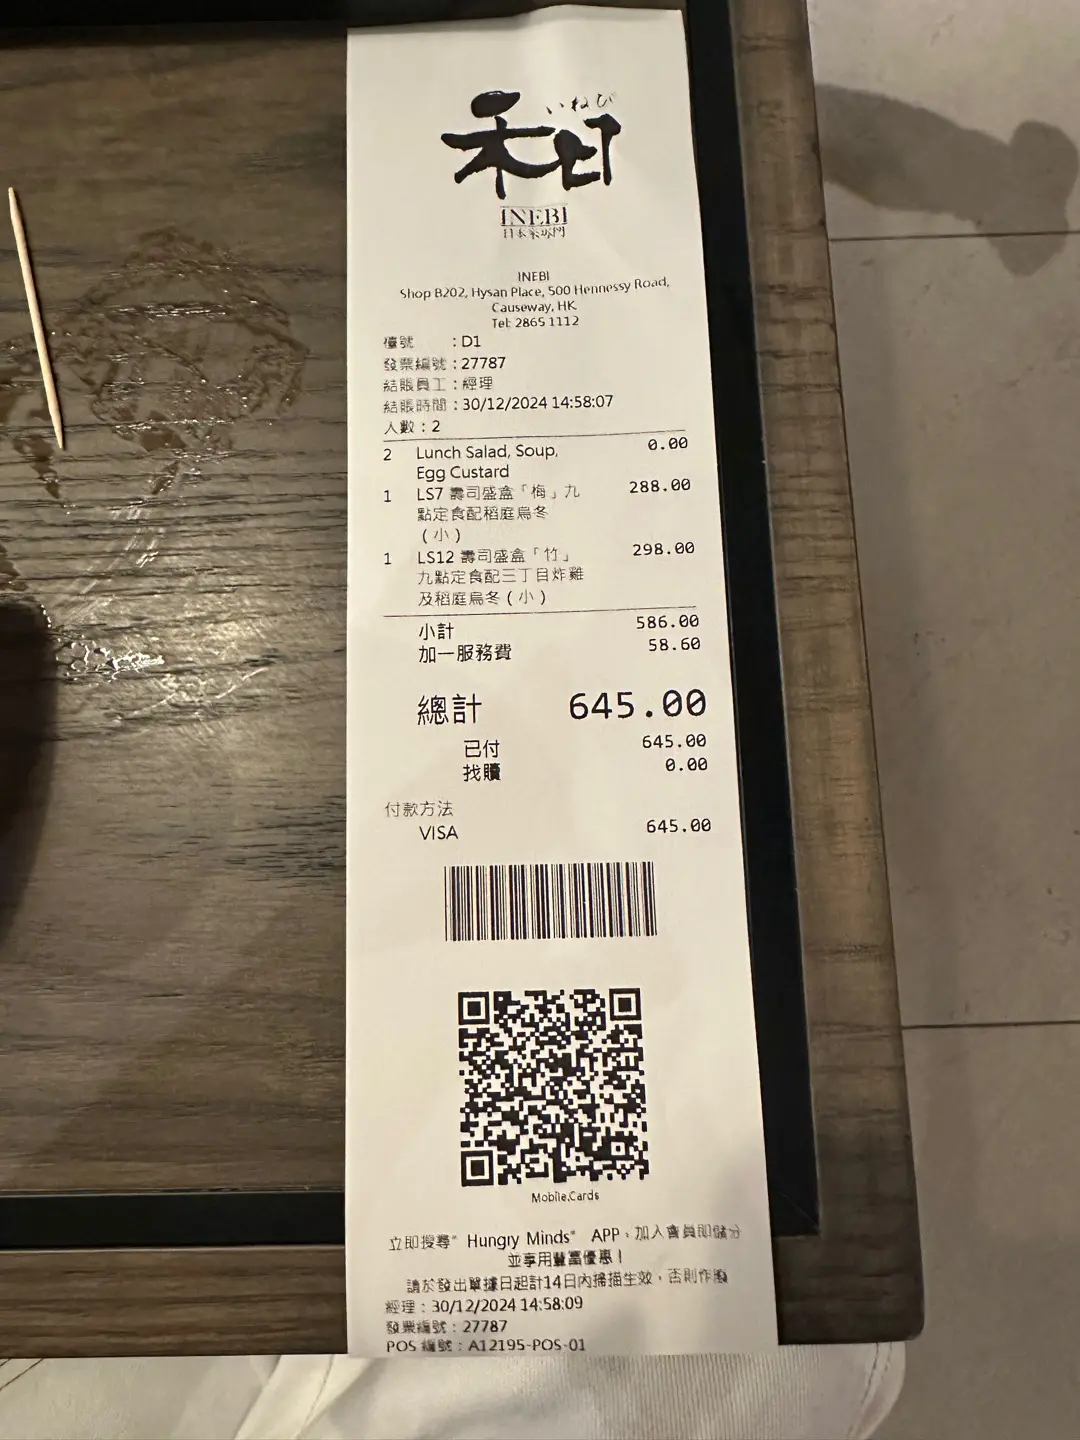 いねび
和
INEBI
日本家専門
INEBI
Shop B202, Hysan Place, 500 Hennessy Road,
Causeway, HK
Tel: 2865 1112
檯號 : D1
發票編號 : 27787
結賬員工 : 經理
結賬時間 : 30/12/2024 14:58:07
人數 : 2
2 Lunch Salad, Soup, 0.00
Egg Custard
1 LS7 壽司盛盒「梅」九 288.00
點定食配稻庭烏冬
(小)
1 LS12 壽司盛盒「竹」 298.00
九點定食配三丁目炸雞
及稻庭烏冬(小)
小計 586.00
加一服務費 58.60
總計 645.00
已付 645.00
找贖 0.00
付款方法
VISA 645.00
Mobile.Cards
立即搜尋"Hungry Minds" APP，加入會員即儲分
並享用豐富優惠！
請於發出單據日起計14日內掃描生效，否則作廢
經理 : 30/12/2024 14:58:09
發票編號 : 27787
POS 編號 : A12195-POS-01